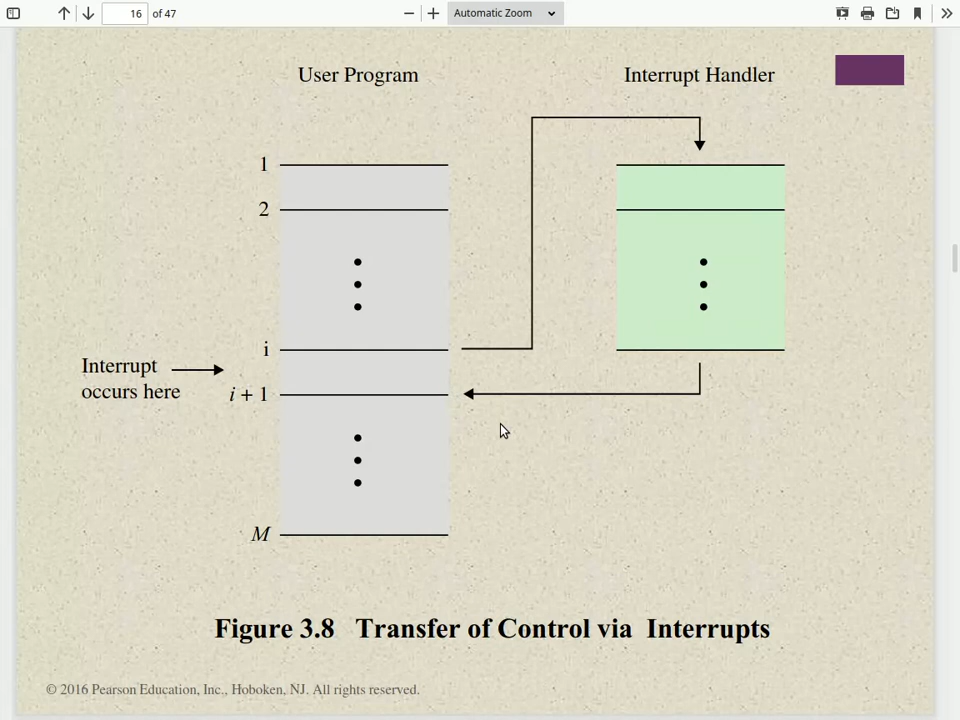 16
of 47
Automatic Zoom
User Program
Interrupt Handler
1
2
i
Interrupt
occurs here
i + 1
M
Figure 3.8 Transfer of Control via Interrupts
© 2016 Pearson Education, Inc., Hoboken, NJ. All rights reserved.